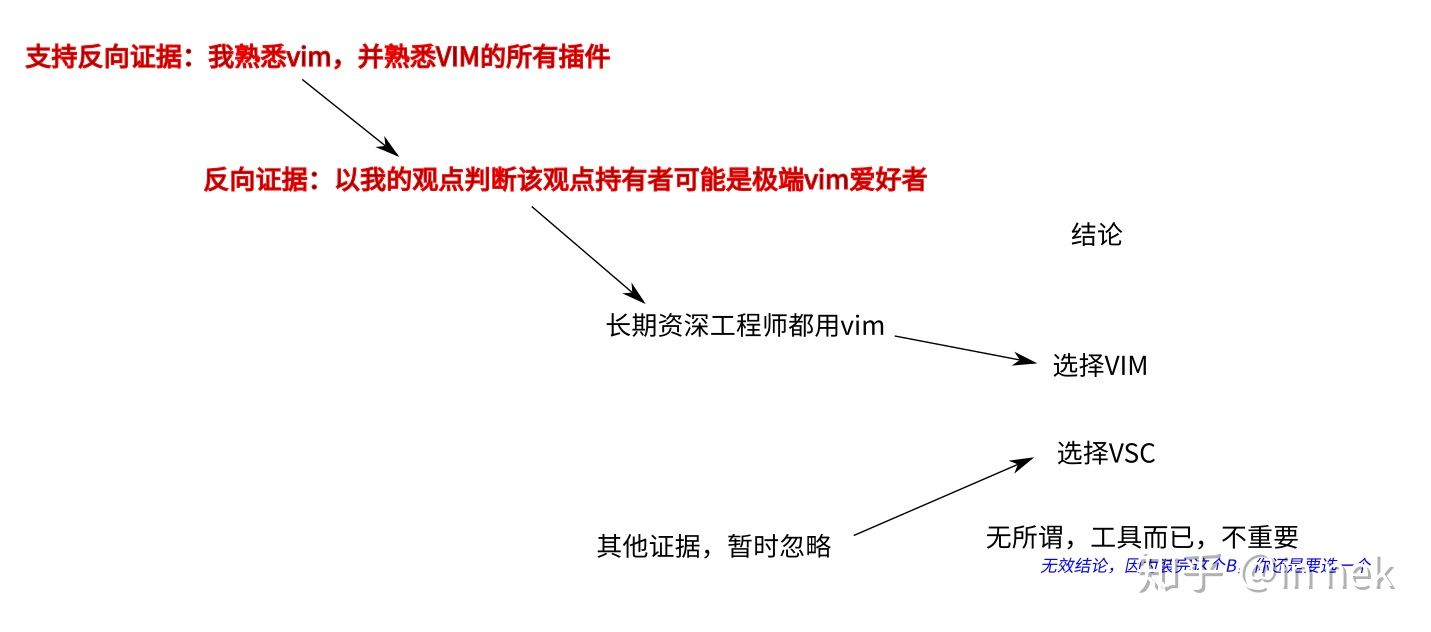 支持反向证据：我熟悉vim，并熟悉VIM的所有插件
反向证据：以我的观点判断该观点持有者可能是极端vim爱好者
结论
长期资深工程师都用vim
选择VIM
选择VSC
其他证据，暂时忽略
无所谓，工具而已，不重要
无效结论，因为装完这个B，你还是要选一个
知乎